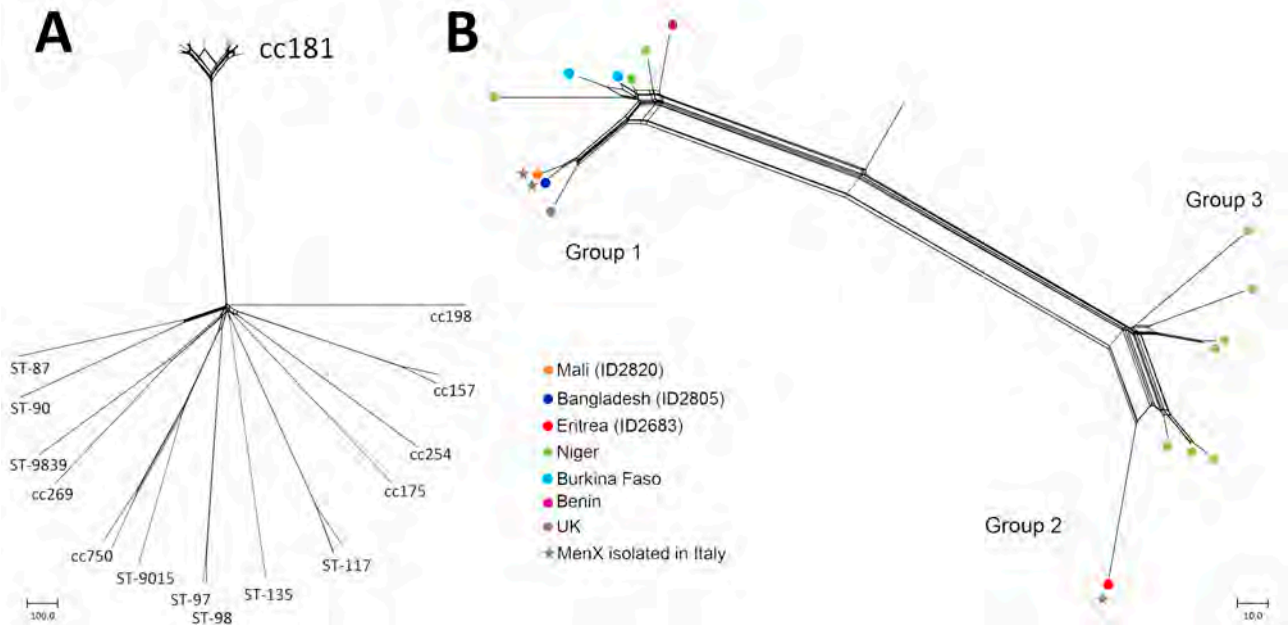 A
cc181
cc198
ST-87
cc157
ST-90
cc254
ST-9839
cc175
cc269
cc750
ST-117
ST-9015
ST-135
ST-97
ST-98
100.0
B
Group 1
Group 3
Mali (ID2820)
Bangladesh (ID2805)
Eritrea (ID2683)
Niger
Burkina Faso
Benin
UK
MenX isolated in Italy
Group 2
10.0